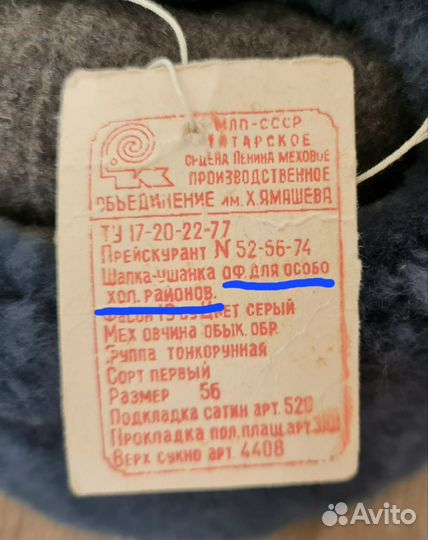 МЛП-СССР
ТАТАРСКОЕ
ОРДЕНА ЛЕНИНА МЕХОВОЕ
ПРОИЗВОДСТВЕННОЕ
ОБЪЕДИНЕНИЕ ИМ. Х. ЯМАШЕВА
ТУ 17-20-22-77
ПРЕЙСКУРАНТ N 52-56-74
ШАПКА-УШАНКА ОФ. ДЛЯ ОСОБО
ХОЛ. РАЙОНОВ.
ФАСОН ЦВЕТ СЕРЫЙ
МЕХ ОВЧИНА ОБЫК. ОБР.
ГРУППА ТОНКОРУННАЯ
СОРТ ПЕРВЫЙ
РАЗМЕР 56
ПОДКЛАДКА САТИН АРТ. 520
ПРОКЛАДКА ПОЛ. ПЛАЩ. АРТ.
ВЕРХ СУКНО АРТ. 4408
Avito